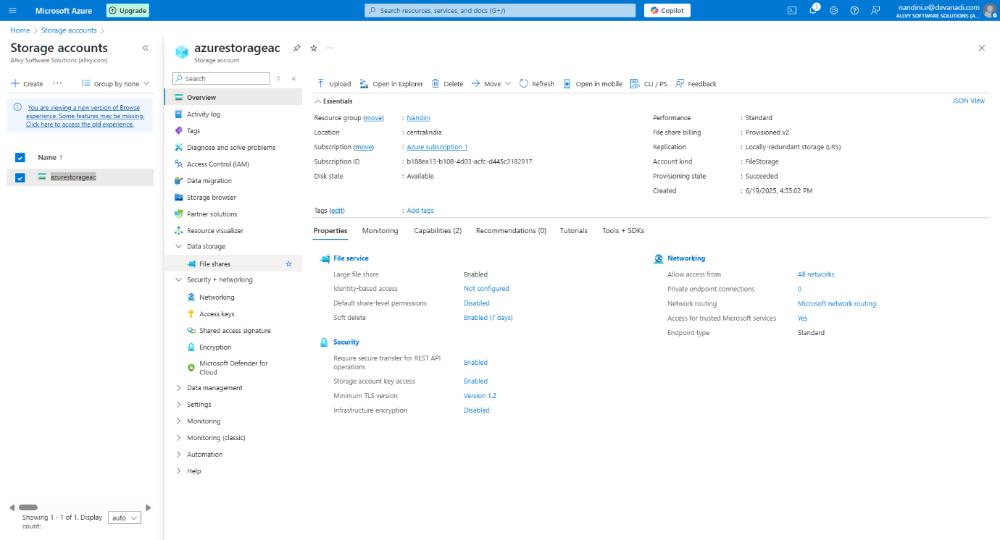 Microsoft Azure
Upgrade
Search resources, services, and docs (G+/)
Copilot
3
nandini.e@devanadi.com
ALLVY SOFTWARE SOLUTIONS (A...
Home > Storage accounts >
Storage accounts
Allvy Software Solutions (allvy.com)
+ Create ... Group by none
You are viewing a new version of Browse
experience. Some features may be missing.
Click here to access the old experience.
Name ↑
azurestorageac
Showing 1 - 1 of 1. Display
count:
auto
azurestorageac
Storage account
Search
Overview
Activity log
Tags
Diagnose and solve problems
Access Control (IAM)
Data migration
Storage browser
Partner solutions
Resource visualizer
Data storage
File shares
Security + networking
Networking
Access keys
Shared access signature
Encryption
Microsoft Defender for
Cloud
Data management
Settings
Monitoring
Monitoring (classic)
Automation
Help
Upload Open in Explorer Delete Move Refresh Open in mobile CLI / PS Feedback
Essentials
JSON View
Resource group (move) : Nandini
Location : centralindia
Subscription (move) : Azure subscription 1
Subscription ID : b188ea13-b108-4d03-acfc-d445c3182917
Disk state : Available
Performance : Standard
File share billing : Provisioned v2
Replication : Locally-redundant storage (LRS)
Account kind : FileStorage
Provisioning state : Succeeded
Created : 6/19/2025, 4:55:02 PM
Tags (edit) : Add tags
Properties Monitoring Capabilities (2) Recommendations (0) Tutorials Tools + SDKs
File service
Large file share Enabled
Identity-based access Not configured
Default share-level permissions Disabled
Soft delete Enabled (7 days)
Security
Require secure transfer for REST API
operations Enabled
Storage account key access Enabled
Minimum TLS version Version 1.2
Infrastructure encryption Disabled
Networking
Allow access from All networks
Private endpoint connections 0
Network routing Microsoft network routing
Access for trusted Microsoft services Yes
Endpoint type Standard